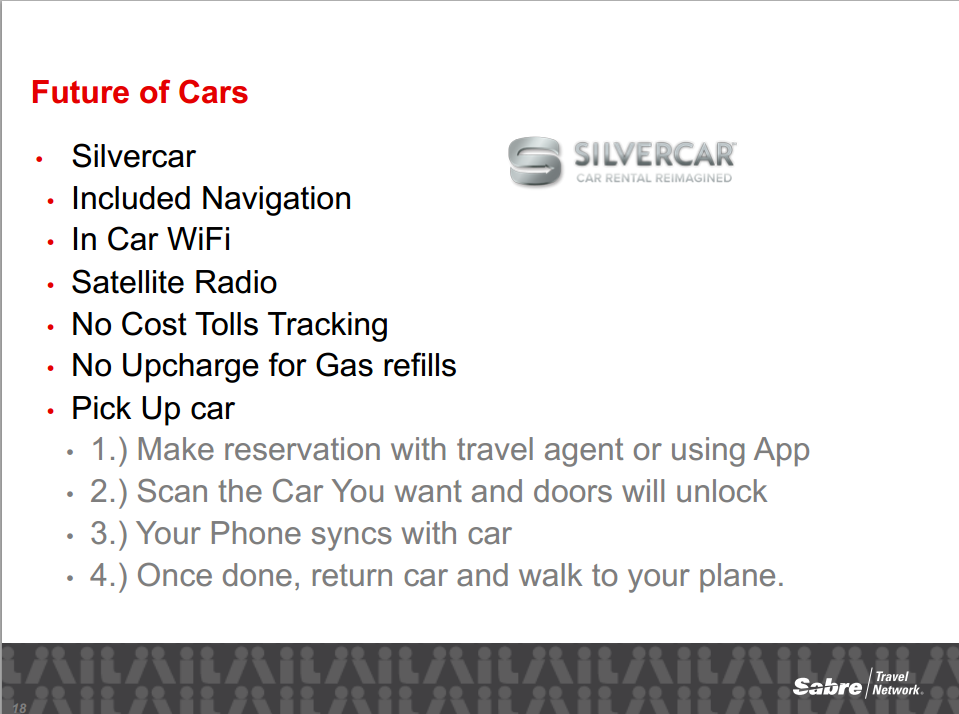 Future of Cars
• Silvercar
SILVERCAR
CAR RENTAL REIMAGINED
• Included Navigation
• In Car WiFi
• Satellite Radio
• No Cost Tolls Tracking
• No Upcharge for Gas refills
• Pick Up car
• 1.) Make reservation with travel agent or using App
• 2.) Scan the Car You want and doors will unlock
• 3.) Your Phone syncs with car
• 4.) Once done, return car and walk to your plane.
Sabre Travel
Network.
18